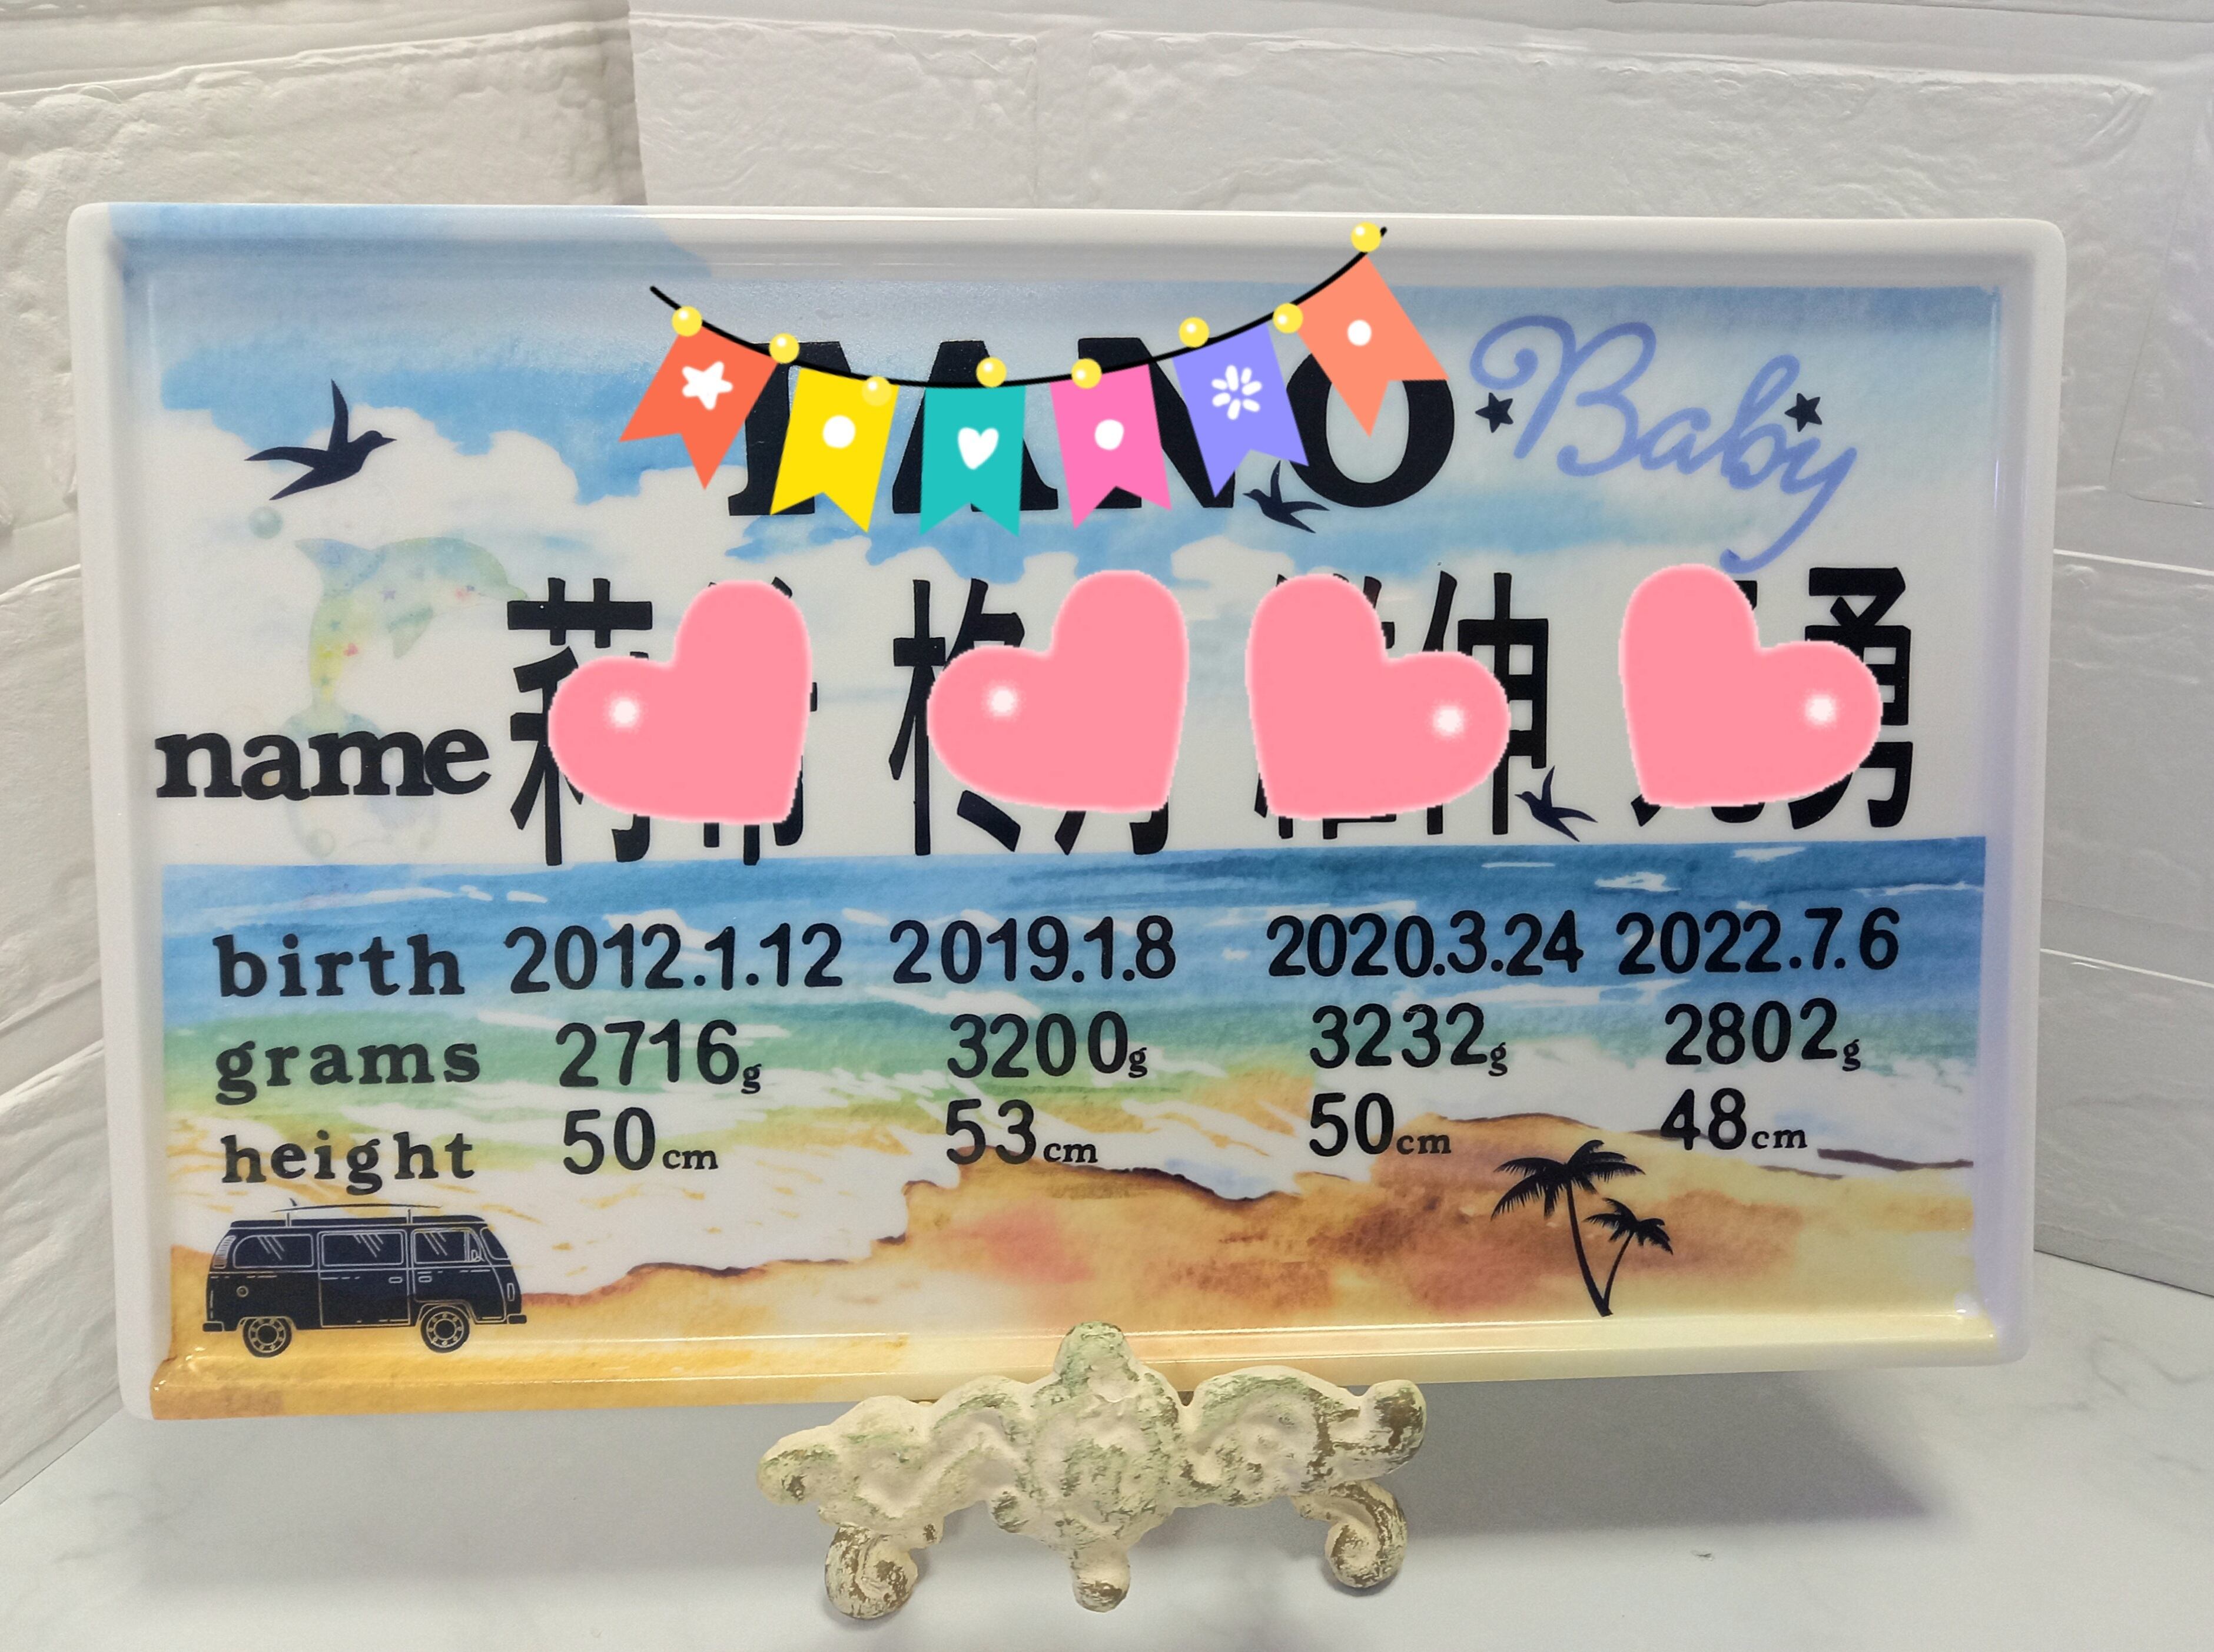 Baby
name
birth 2012.1.12 2019.1.8 2020.3.24 2022.7.6
grams 2716g 3200g 3232g 2802g
height 50cm 53cm 50cm 48cm